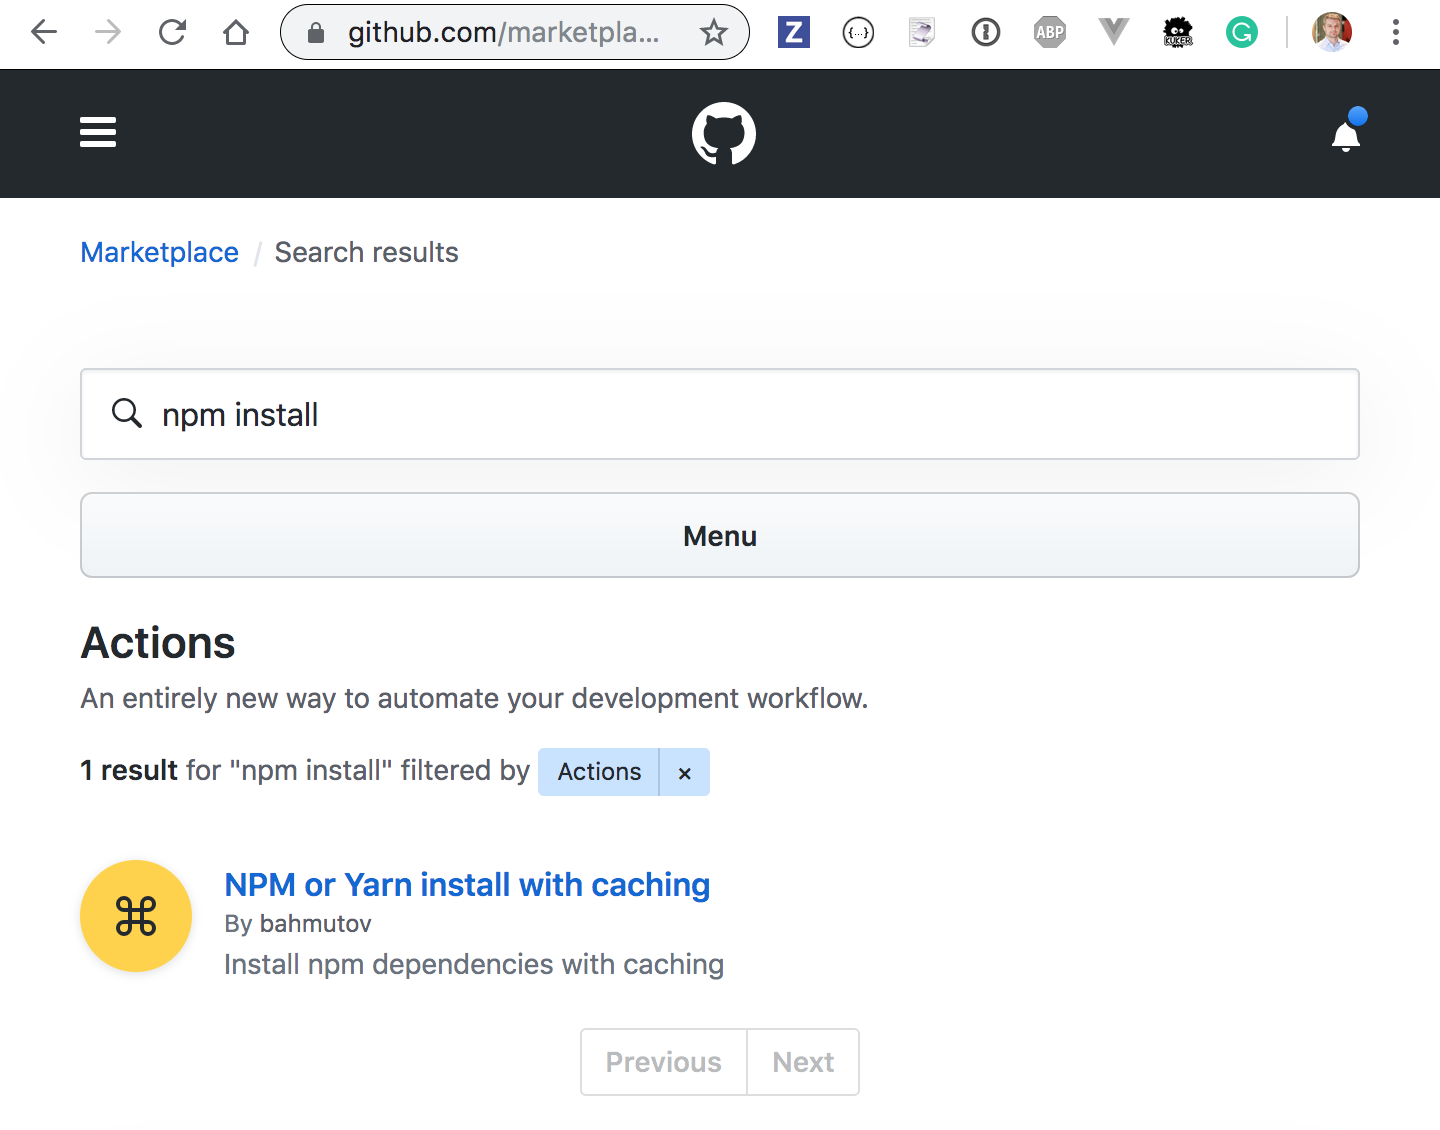 github.com/marketpla...
Z
{...}
ABP
KUKER
G
Marketplace / Search results
npm install
Menu
Actions
An entirely new way to automate your development workflow.
1 result for "npm install" filtered by Actions ×
NPM or Yarn install with caching
By bahmutov
Install npm dependencies with caching
Previous Next